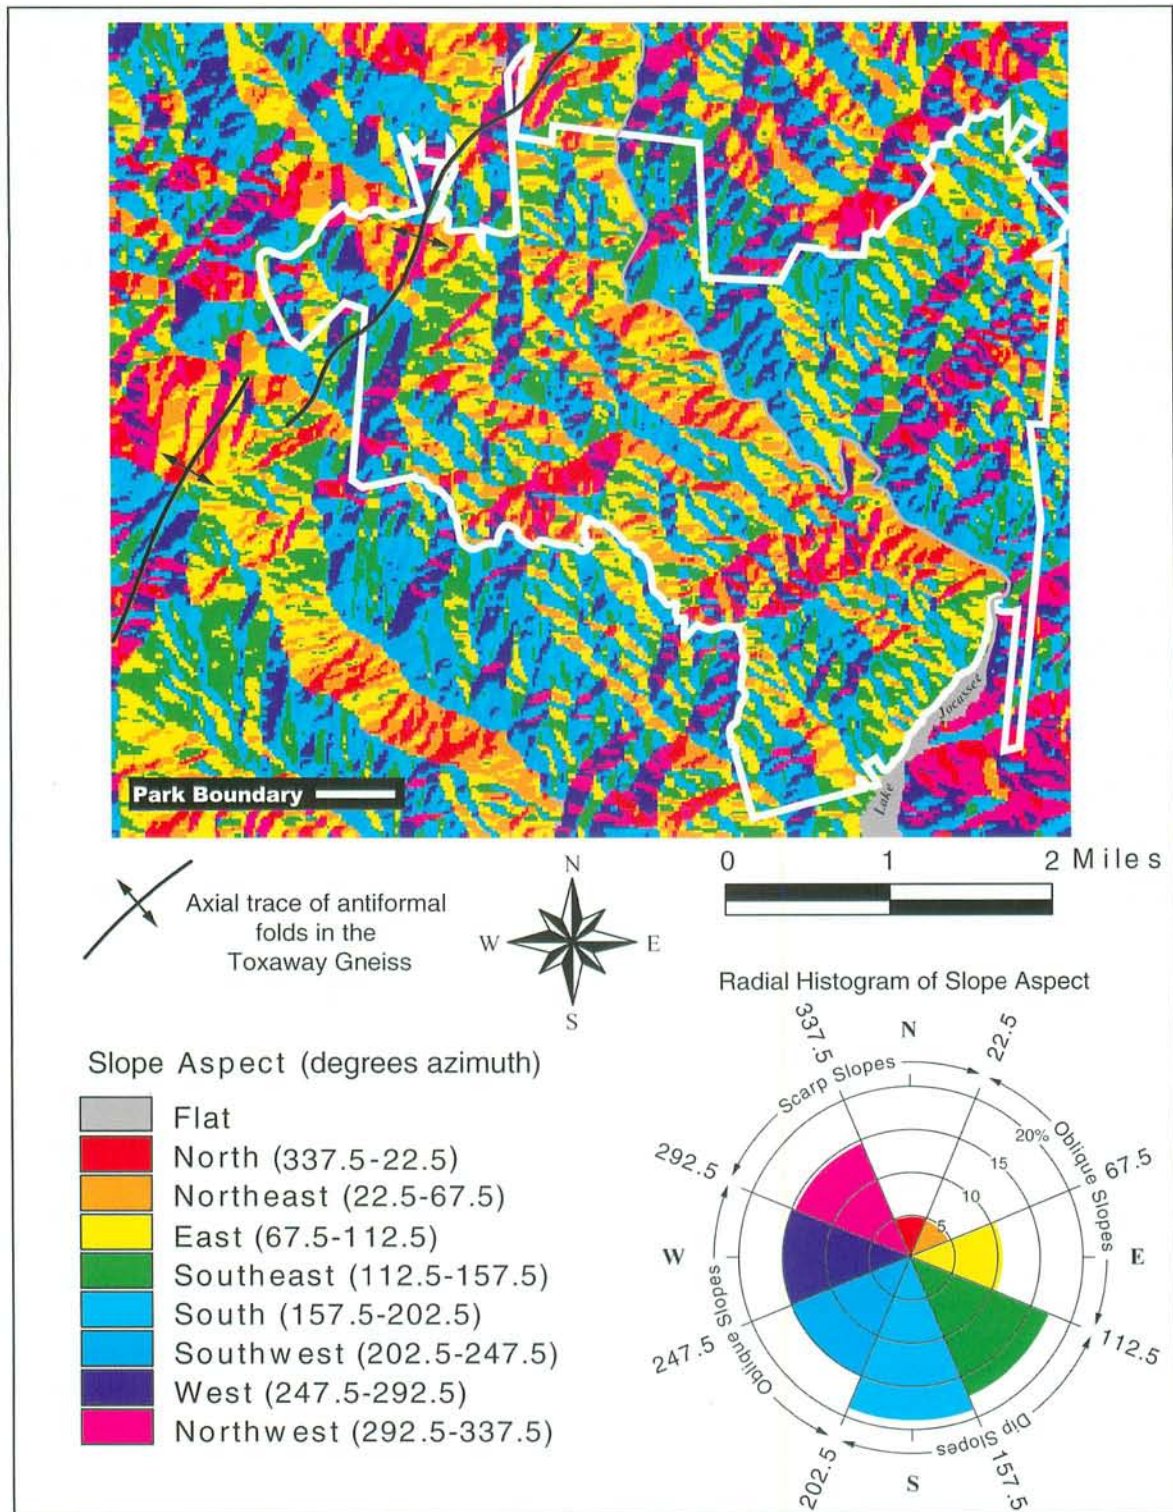 Jocassee
Lake
Park Boundary
Axial trace of antiformal
folds in the
Toxaway Gneiss
N
W
E
S
0
1
2 Miles
Radial Histogram of Slope Aspect
Slope Aspect (degrees azimuth)
Flat
North (337.5-22.5)
Northeast (22.5-67.5)
East (67.5-112.5)
Southeast (112.5-157.5)
South (157.5-202.5)
Southwest (202.5-247.5)
West (247.5-292.5)
Northwest (292.5-337.5)
337.5
N
22.5
Scarp Slopes
Oblique Slopes
20%
15
10
5
292.5
67.5
W
E
247.5
112.5
Oblique Slopes
Dip Slopes
202.5
S
157.5